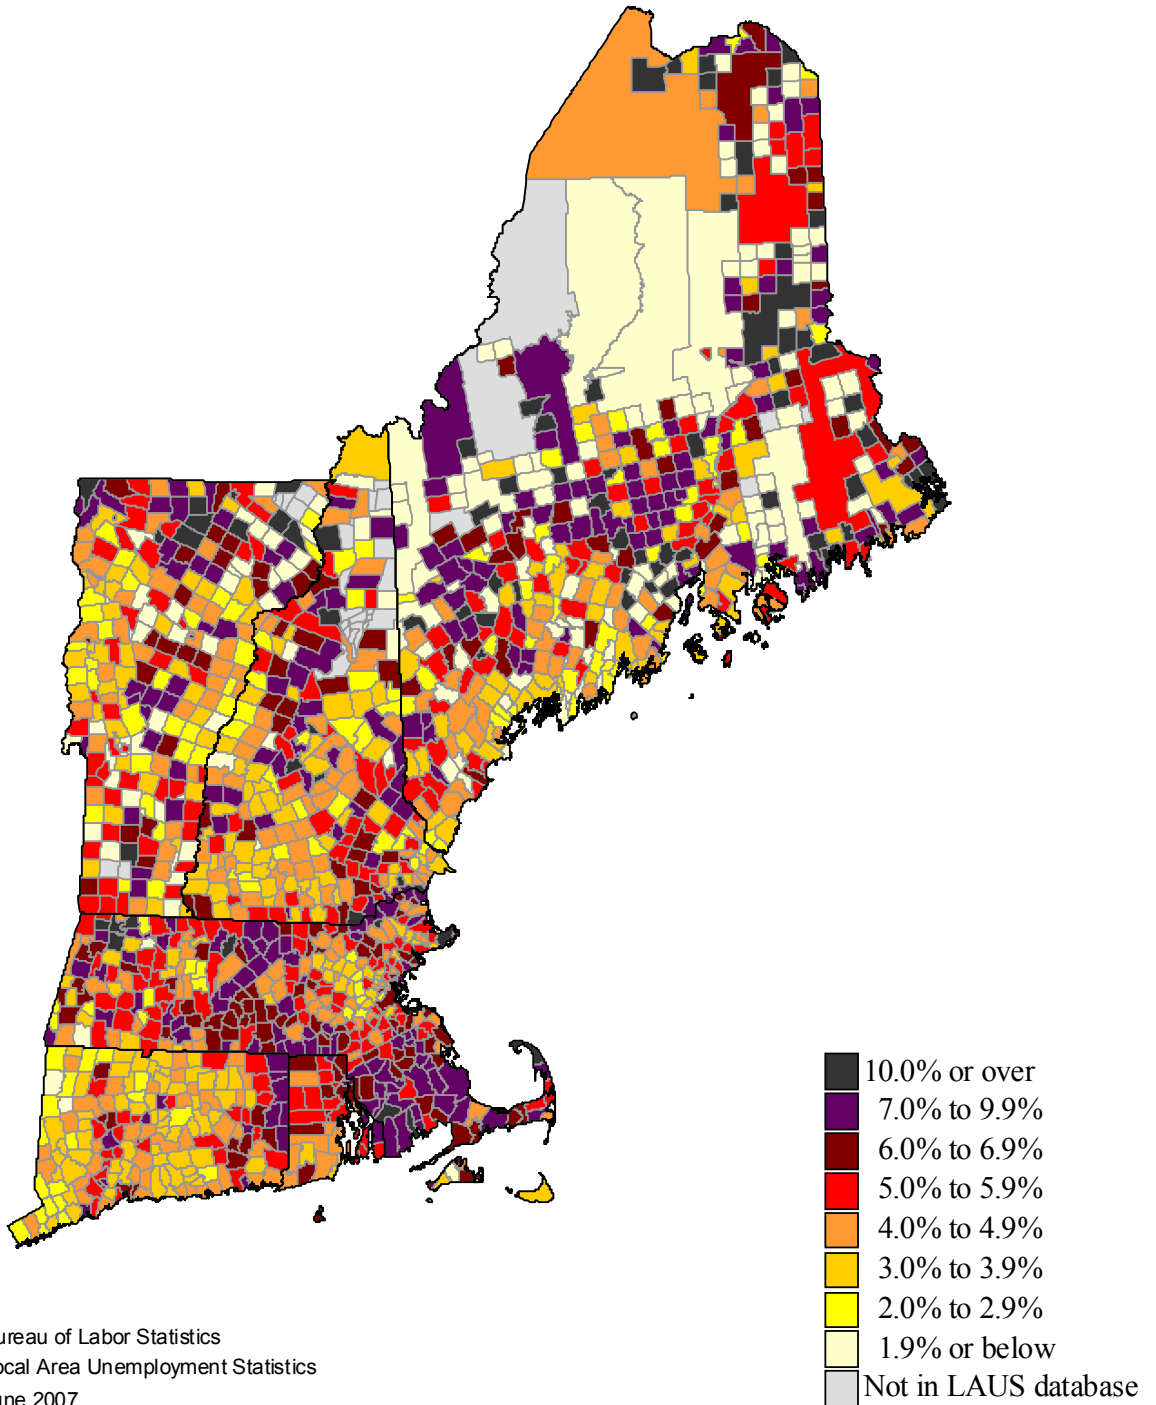 10.0% or over
7.0% to 9.9%
6.0% to 6.9%
5.0% to 5.9%
4.0% to 4.9%
3.0% to 3.9%
2.0% to 2.9%
1.9% or below
Not in LAUS database
ureau of Labor Statistics
ocal Area Unemployment Statistics
une 2007